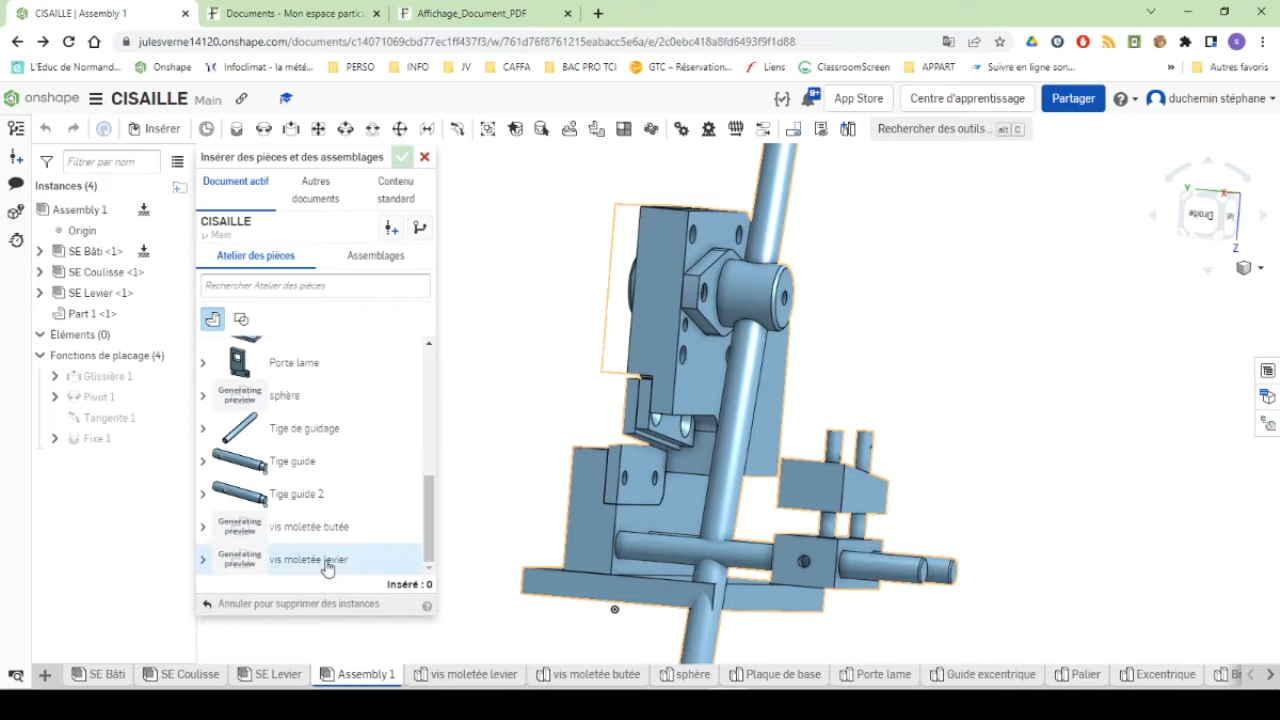 CISAILLE | Assembly 1
Documents - Mon espace partic
Affichage_Document_PDF
julesverne14120.onshape.com/documents/c14071069cbd77ec1ff437f3/w/761d76f8761215eabacc5e6a/e/2c0ebc418a8fd6493f9f1d88
L'Educ de Normand...
Onshape
Infoclimat - la mété...
PERSO
INFO
JV
CAFFA
BAC PRO TCI
GTC – Réservation...
Liens
ClassroomScreen
APPART
Suivre en ligne son...
»
Autres favoris
onshape
CISAILLE
Main
9+
App Store
Centre d'apprentissage
Partager
duchemin stéphane
Insérer
Rechercher des outils...
alt C
Filtrer par nom
Instances (4)
Assembly 1
Origin
SE Bâti <1>
SE Coulisse <1>
SE Levier <1>
Part 1 <1>
Éléments (0)
Fonctions de placage (4)
Glissière 1
Pivot 1
Tangente 1
Fixe 1
Insérer des pièces et des assemblages
Document actif
Autres documents
Contenu standard
CISAILLE
Main
Atelier des pièces
Assemblages
Rechercher Atelier des pièces
Porte lame
Generating preview
sphère
Tige de guidage
Tige guide
Tige guide 2
Generating preview
vis moletée butée
Generating preview
vis moletée levier
Inséré : 0
Annuler pour supprimer des instances
Y
X
Droite
Z
SE Bâti
SE Coulisse
SE Levier
Assembly 1
vis moletée levier
vis moletée butée
sphère
Plaque de base
Porte lame
Guide excentrique
Palier
Excentrique